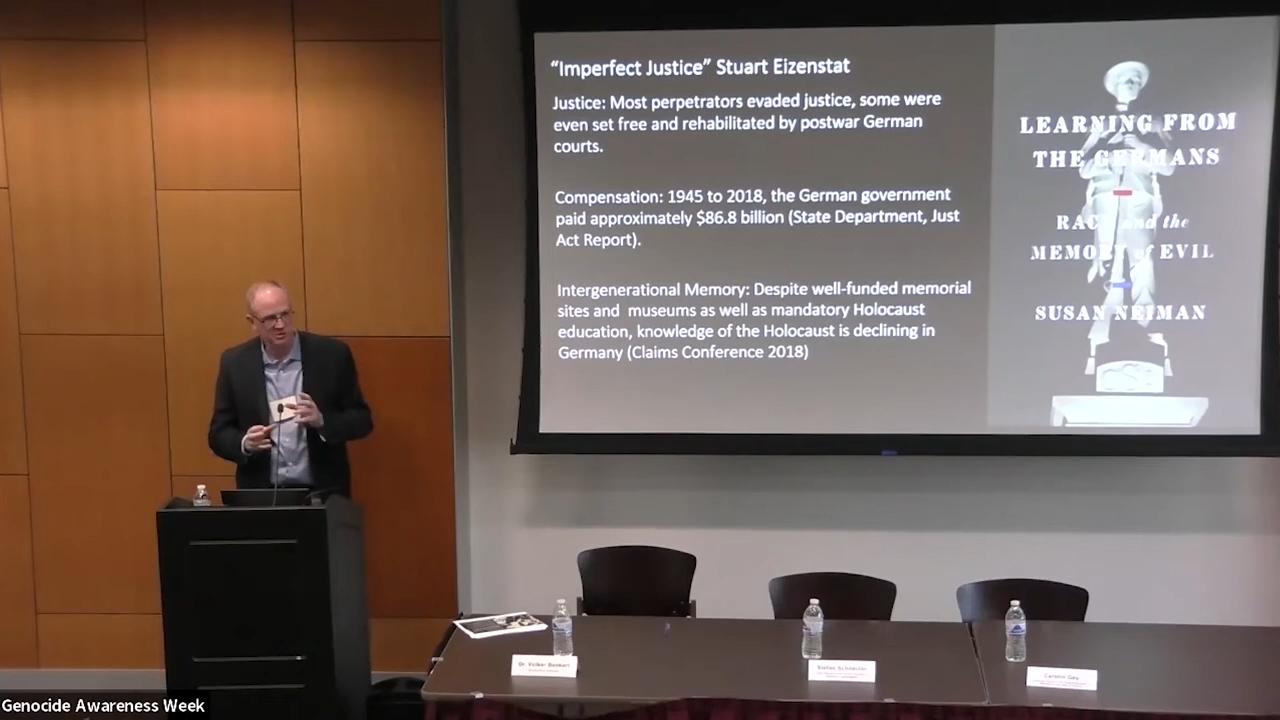 “Imperfect Justice” Stuart Eizenstat
Justice: Most perpetrators evaded justice, some were
even set free and rehabilitated by postwar German
courts.
Compensation: 1945 to 2018, the German government
paid approximately $86.8 billion (State Department, Just
Act Report).
Intergenerational Memory: Despite well-funded memorial
sites and museums as well as mandatory Holocaust
education, knowledge of the Holocaust is declining in
Germany (Claims Conference 2018)
LEARNING FROM
THE GERMANS
RACE and the
MEMORY of EVIL
SUSAN NEIMAN
Dr. Volker Benkert
Carolin Gay
Genocide Awareness Week